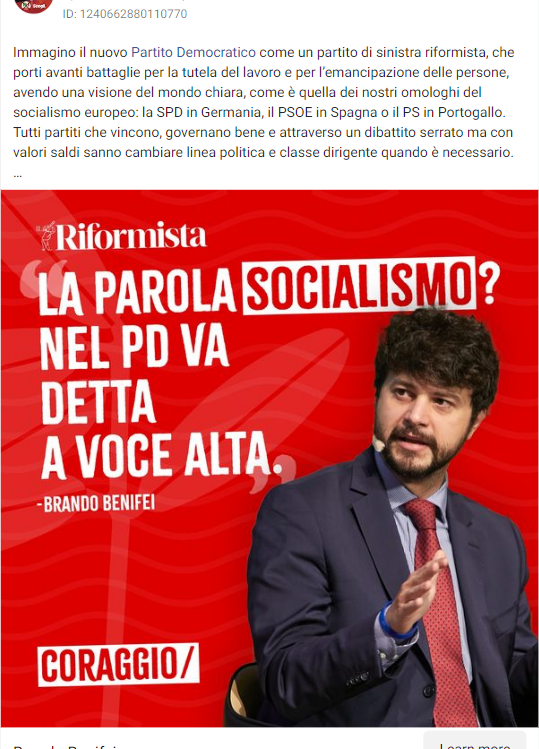 ID: 1240662880110770
Immagino il nuovo Partito Democratico come un partito di sinistra riformista, che
porti avanti battaglie per la tutela del lavoro e per l'emancipazione delle persone,
avendo una visione del mondo chiara, come è quella dei nostri omologhi del
socialismo europeo: la SPD in Germania, il PSOE in Spagna o il PS in Portogallo.
Tutti partiti che vincono, governano bene e attraverso un dibattito serrato ma con
valori saldi sanno cambiare linea politica e classe dirigente quando è necessario.
...
Riformista
"LA PAROLA SOCIALISMO?
NEL PD VA
DETTA
A VOCE ALTA."
-BRANDO BENIFEI
CORAGGIO/